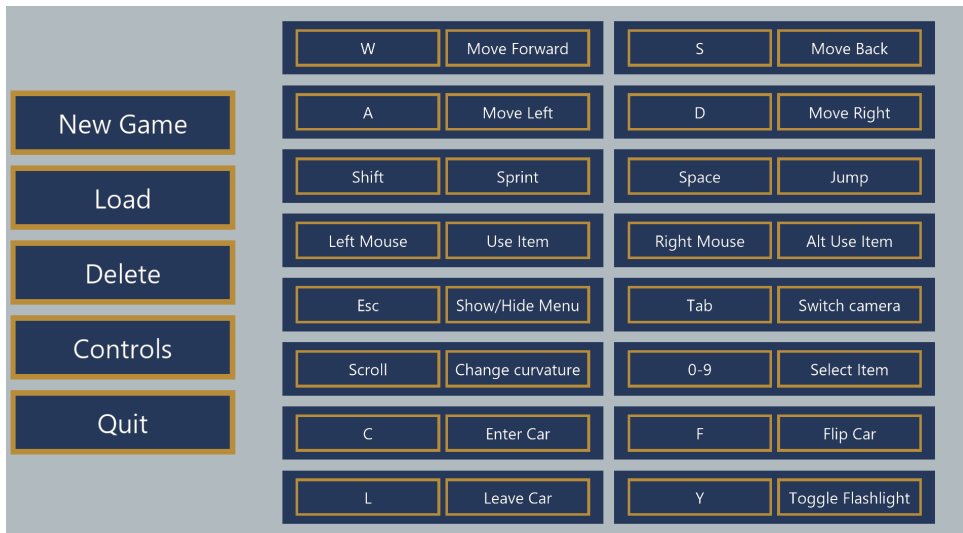 New Game
Load
Delete
Controls
Quit
W Move Forward S Move Back
A Move Left D Move Right
Shift Sprint Space Jump
Left Mouse Use Item Right Mouse Alt Use Item
Esc Show/Hide Menu Tab Switch camera
Scroll Change curvature 0-9 Select Item
C Enter Car F Flip Car
L Leave Car Y Toggle Flashlight